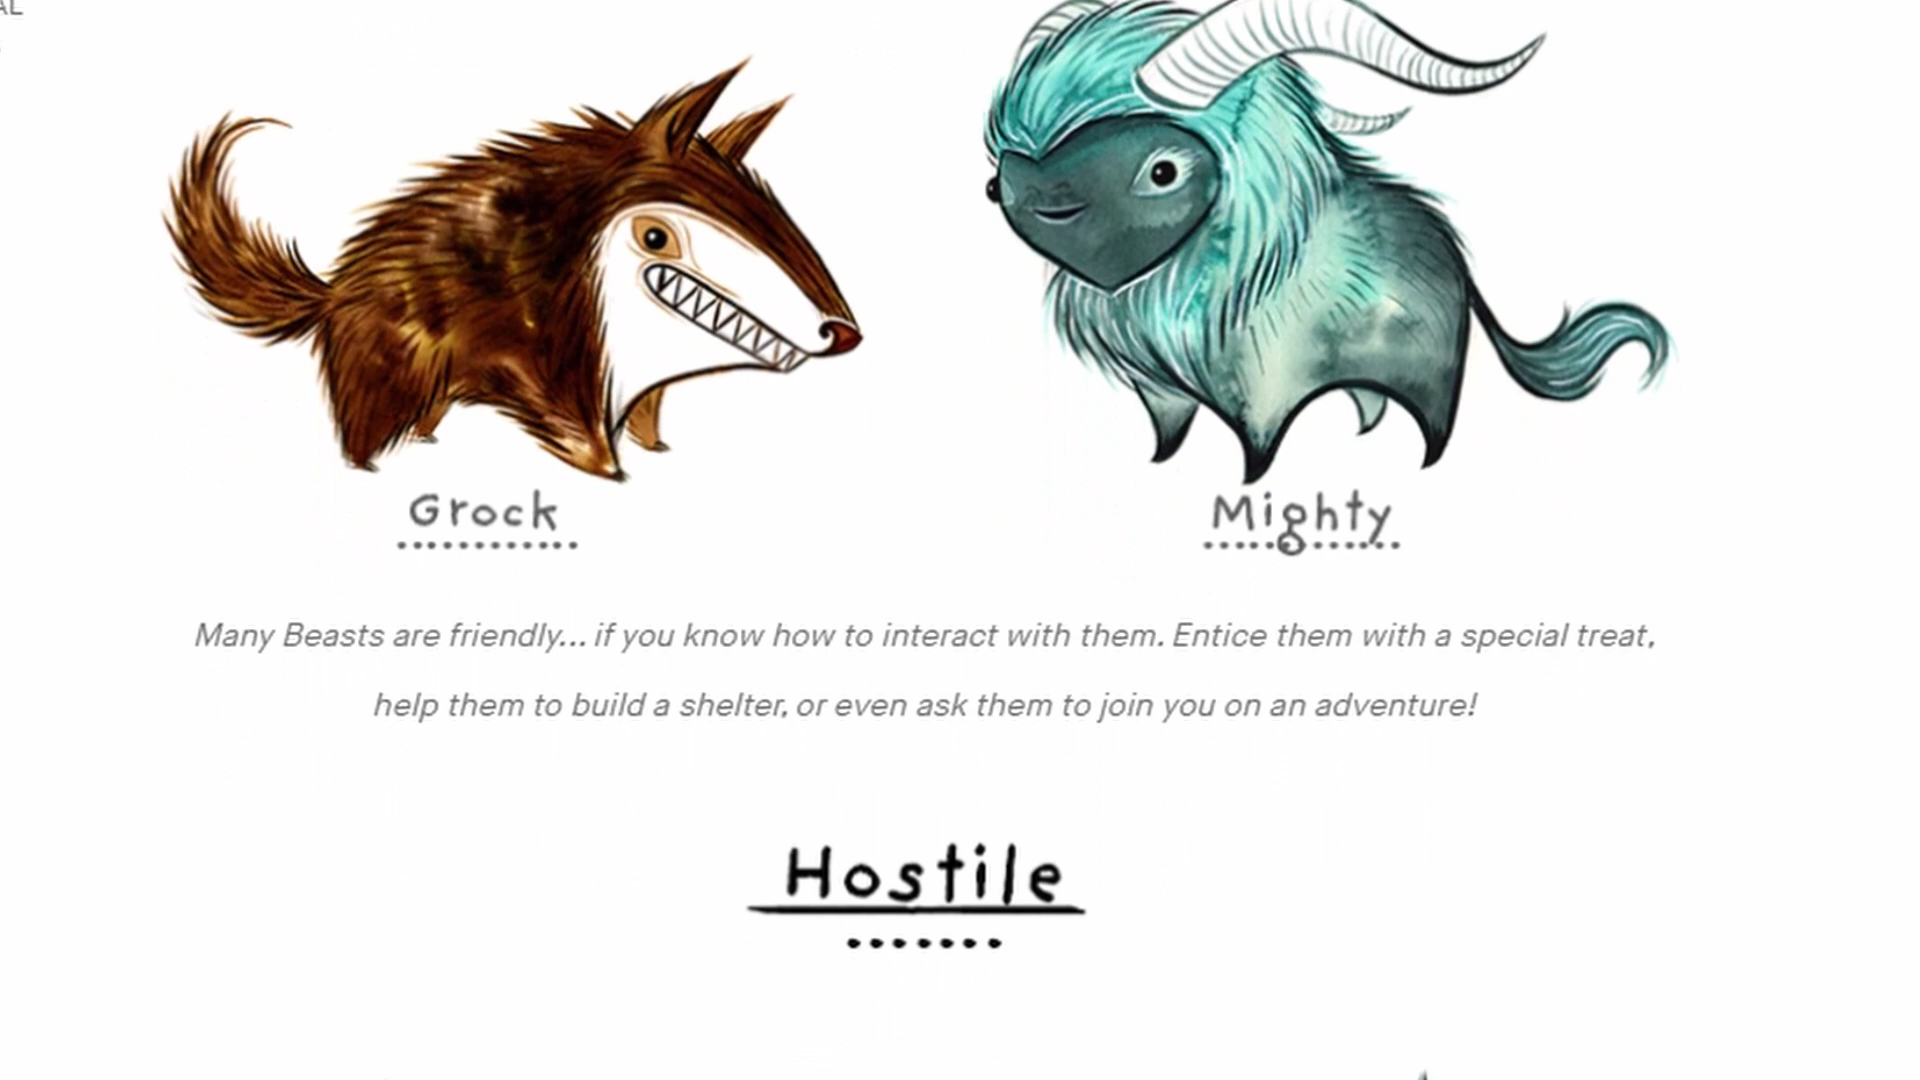 AL
Grock
Mighty
Many Beasts are friendly... if you know how to interact with them. Entice them with a special treat,
help them to build a shelter, or even ask them to join you on an adventure!
Hostile